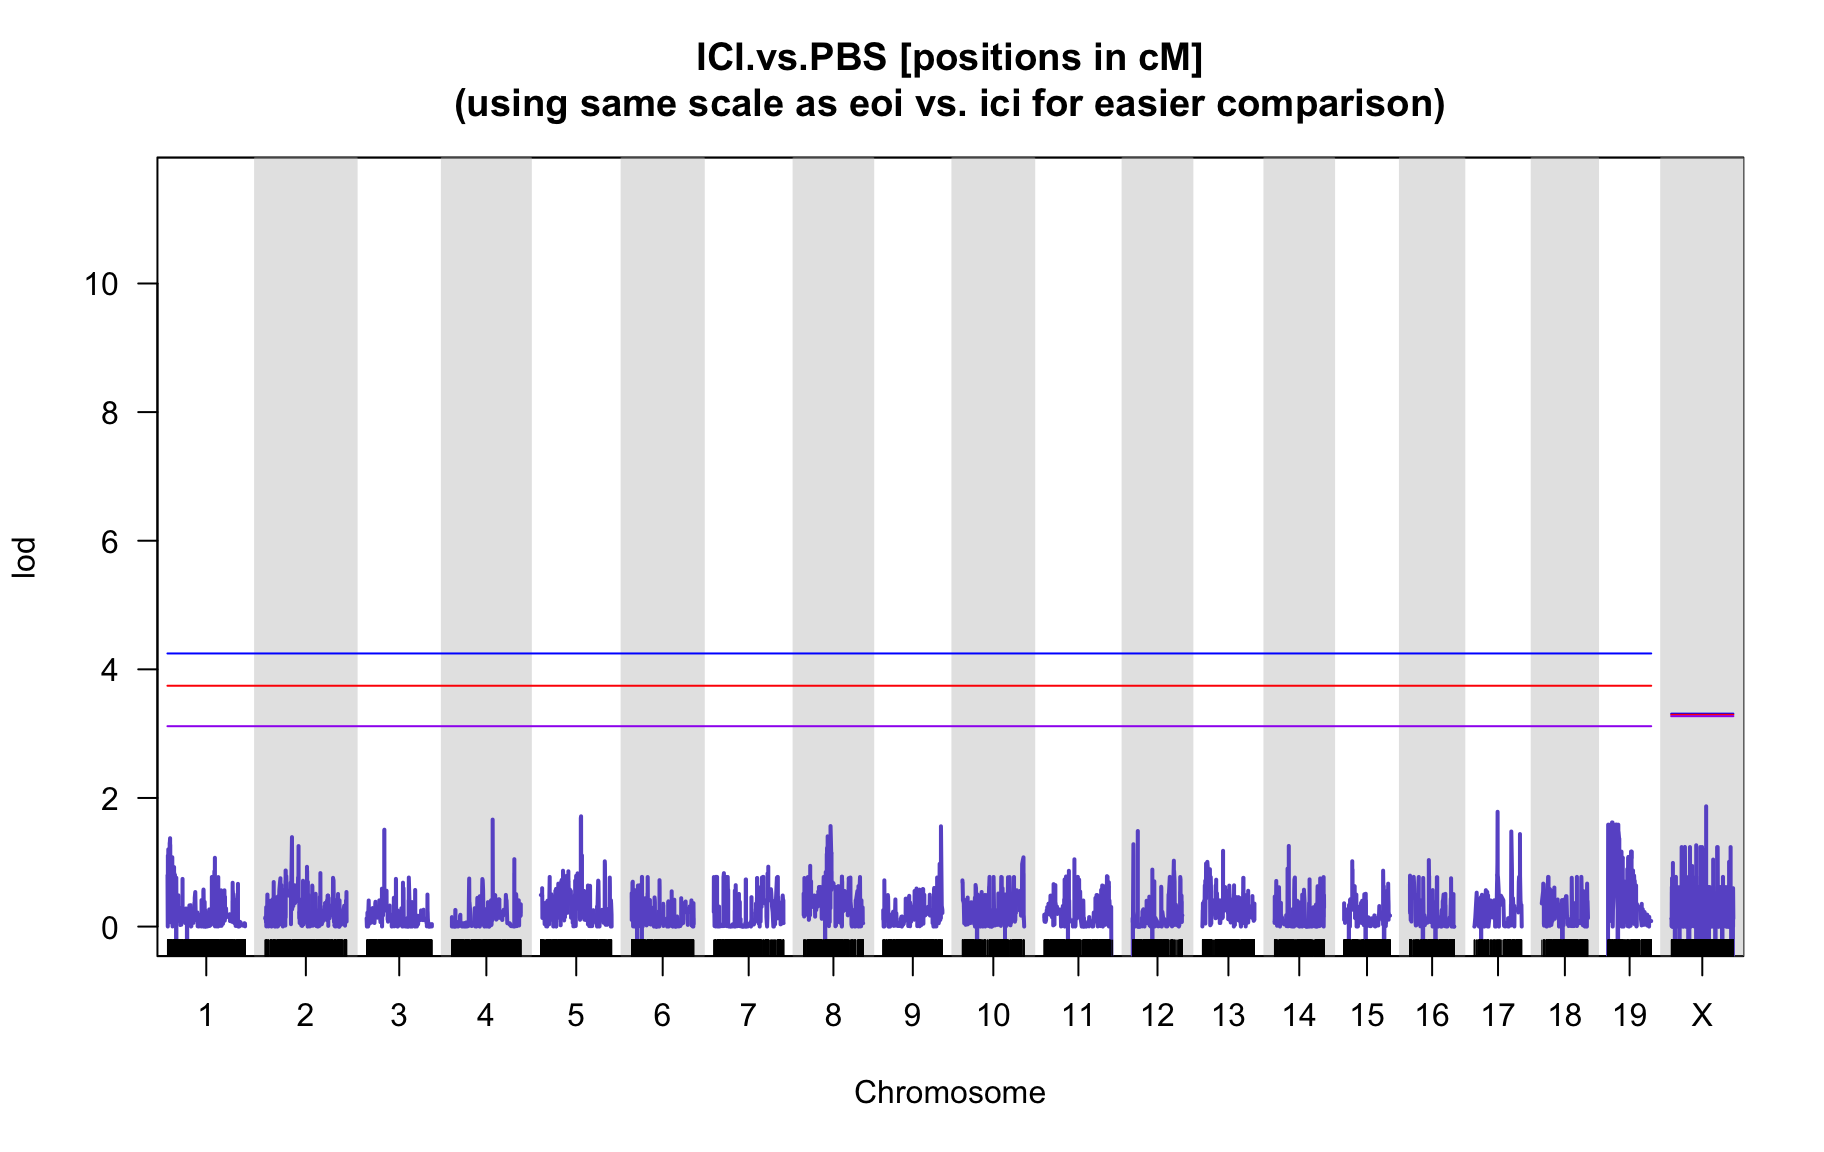 ICI.vs.PBS [positions in cM]
(using same scale as eoi vs. ici for easier comparison)
10
8
6
4
2
0
lod
1 2 3 4 5 6 7 8 9 10 11 12 13 14 15 16 17 18 19 X
Chromosome